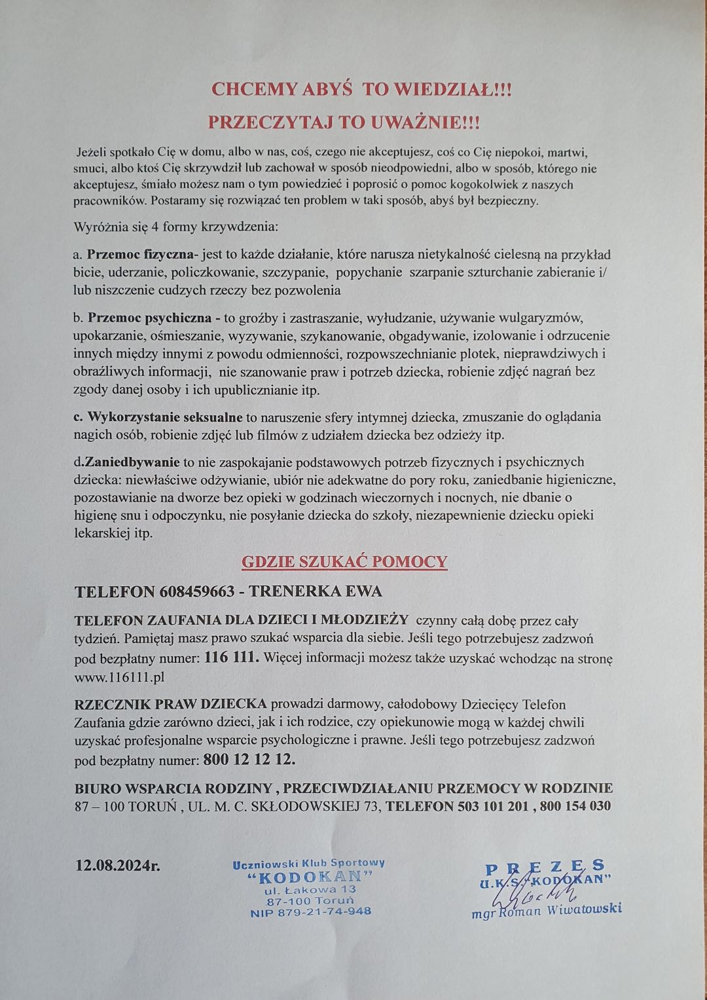 CHCEMY ABYŚ TO WIEDZIAŁ!!!
PRZECZYTAJ TO UWAŻNIE!!!
Jeżeli spotkało Cię w domu, albo w nas, coś, czego nie akceptujesz, coś co Cię niepokoi, martwi,
smuci, albo ktoś Cię skrzywdził lub zachował w sposób nieodpowiedni, albo w sposób, którego nie
akceptujesz, śmiało możesz nam o tym powiedzieć i poprosić o pomoc kogokolwiek z naszych
pracowników. Postaramy się rozwiązać ten problem w taki sposób, abyś był bezpieczny.
Wyróżnia się 4 formy krzywdzenia:
a. Przemoc fizyczna- jest to każde działanie, które narusza nietykalność cielesną na przykład
bicie, uderzanie, policzkowanie, szczypanie, popychanie szarpanie szturchanie zabieranie i/
lub niszczenie cudzych rzeczy bez pozwolenia
b. Przemoc psychiczna - to groźby i zastraszanie, wyłudzanie, używanie wulgaryzmów,
upokarzanie, ośmieszanie, wyzywanie, szykanowanie, obgadywanie, izolowanie i odrzucenie
innych między innymi z powodu odmienności, rozpowszechnianie plotek, nieprawdziwych i
obraźliwych informacji, nie szanowanie praw i potrzeb dziecka, robienie zdjęć nagrań bez
zgody danej osoby i ich upublicznianie itp.
c. Wykorzystanie seksualne to naruszenie sfery intymnej dziecka, zmuszanie do oglądania
nagich osób, robienie zdjęć lub filmów z udziałem dziecka bez odzieży itp.
d.Zaniedbywanie to nie zaspokajanie podstawowych potrzeb fizycznych i psychicznych
dziecka: niewłaściwe odżywianie, ubiór nie adekwatne do pory roku, zaniedbanie higieniczne,
pozostawianie na dworze bez opieki w godzinach wieczornych i nocnych, nie dbanie o
higienę snu i odpoczynku, nie posyłanie dziecka do szkoły, niezapewnienie dziecku opieki
lekarskiej itp.
GDZIE SZUKAĆ POMOCY
TELEFON 608459663 - TRENERKA EWA
TELEFON ZAUFANIA DLA DZIECI I MŁODZIEŻY czynny całą dobę przez cały
tydzień. Pamiętaj masz prawo szukać wsparcia dla siebie. Jeśli tego potrzebujesz zadzwoń
pod bezpłatny numer: 116 111. Więcej informacji możesz także uzyskać wchodząc na stronę
www.116111.pl
RZECZNIK PRAW DZIECKA prowadzi darmowy, całodobowy Dziecięcy Telefon
Zaufania gdzie zarówno dzieci, jak i ich rodzice, czy opiekunowie mogą w każdej chwili
uzyskać profesjonalne wsparcie psychologiczne i prawne. Jeśli tego potrzebujesz zadzwoń
pod bezpłatny numer: 800 12 12 12.
BIURO WSPARCIA RODZINY , PRZECIWDZIAŁANIU PRZEMOCY W RODZINIE
87 – 100 TORUŃ , UL. M. C. SKŁODOWSKIEJ 73, TELEFON 503 101 201 , 800 154 030
12.08.2024r.
Uczniowski Klub Sportowy
"KODOKAN"
ul. Łąkowa 13
87-100 Toruń
NIP 879-21-74-948
PREZES
U.K.S. "KODOKAN"
mgr Roman Wiwatowski